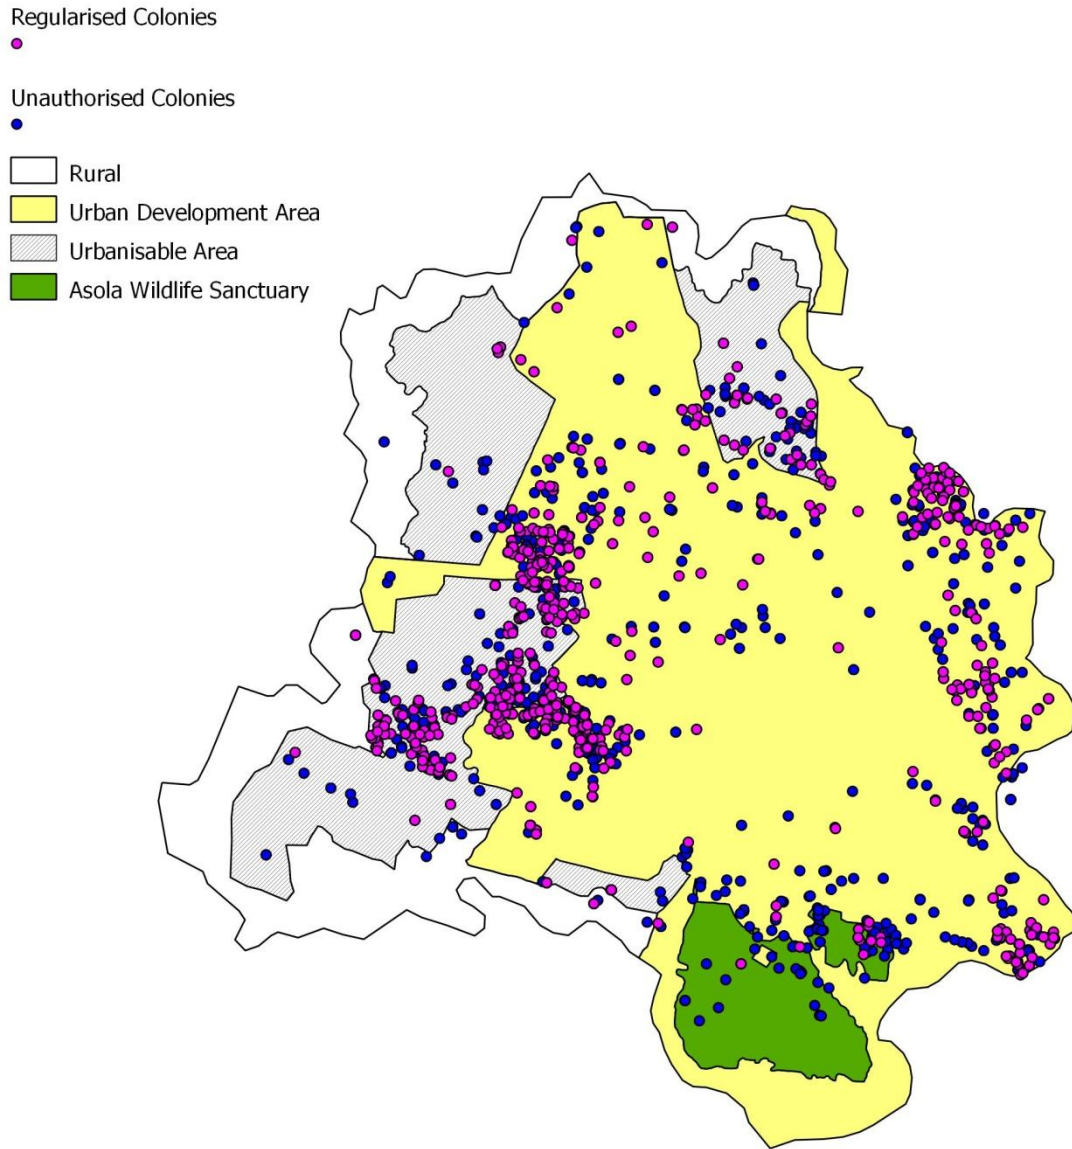 Regularised Colonies
Unauthorised Colonies
Rural
Urban Development Area
Urbanisable Area
Asola Wildlife Sanctuary